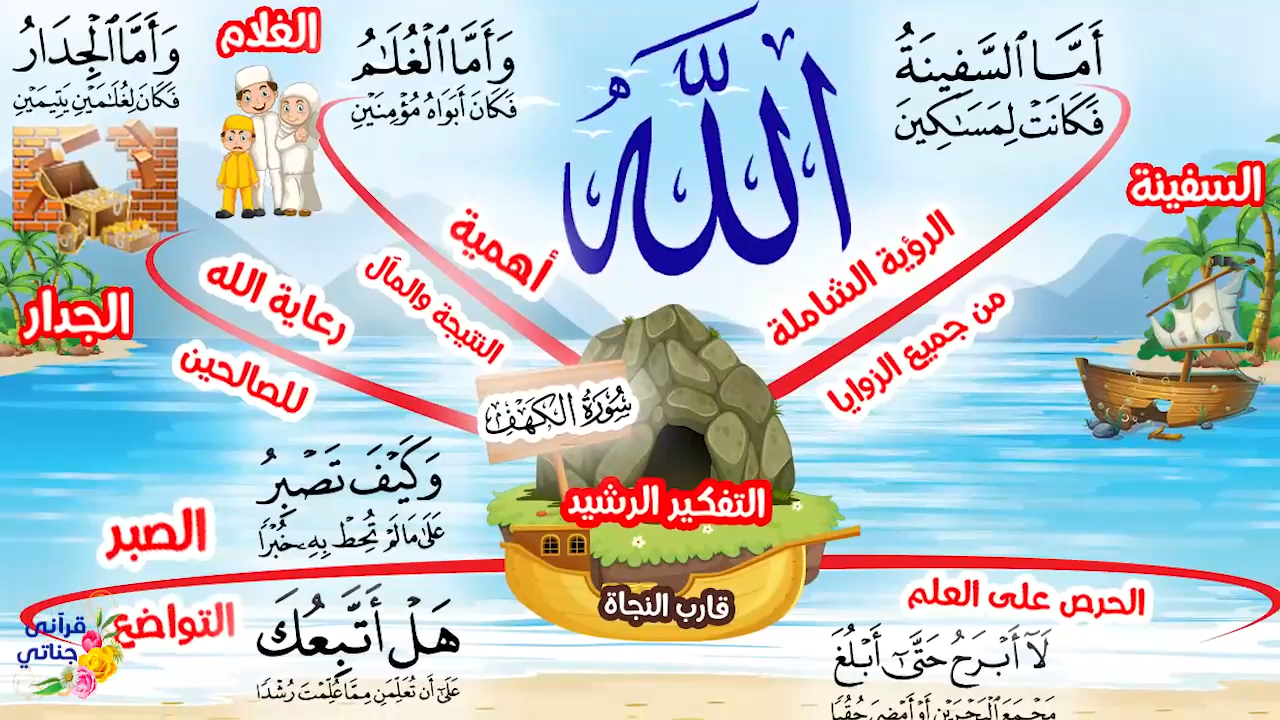 الله
أَمَّا ٱلسَّفِينَةُ
فَكَانَتْ لِمَسَٰكِينَ
السفينة
الرؤية الشاملة
من جميع الزوايا
الغلام
وَأَمَّا ٱلْغُلَٰمُ
فَكَانَ أَبَوَاهُ مُؤْمِنَيْنِ
أهمية
النتيجة والمآل
وَأَمَّا ٱلْجِدَارُ
فَكَانَ لِغُلَٰمَيْنِ يَتِيمَيْنِ
الجدار
رعاية الله
للصالحين
سُورَةُ الكَهْفِ
التفكير الرشيد
قارب النجاة
الحرص على العلم
لَآ أَبْرَحُ حَتَّىٰٓ أَبْلُغَ
مَجْمَعَ ٱلْبَحْرَيْنِ أَوْ أَمْضِىَ حُقُبًا
الصبر
وَكَيْفَ تَصْبِرُ
عَلَىٰ مَا لَمْ تُحِطْ بِهِۦ خُبْرًا
التواضع
هَلْ أَتَّبِعُكَ
عَلَىٰٓ أَن تُعَلِّمَنِ مِمَّا عُلِّمْتَ رُشْدًا
قرآنى
جناتي